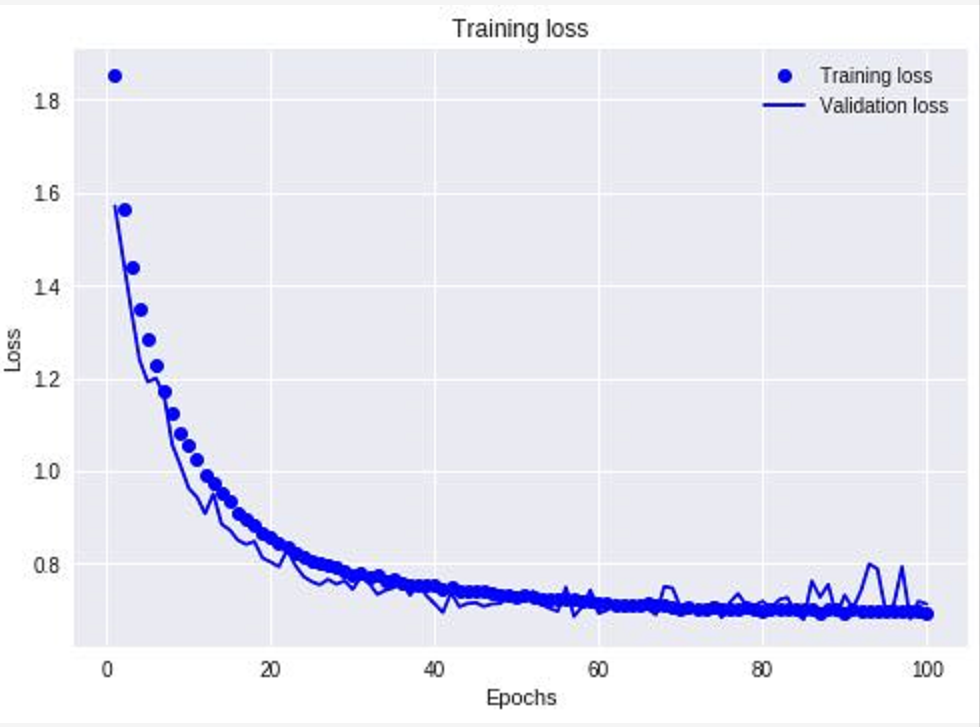 Training loss
Training loss
Validation loss
1.8
1.6
1.4
1.2
1.0
0.8
Loss
0 20 40 60 80 100
Epochs